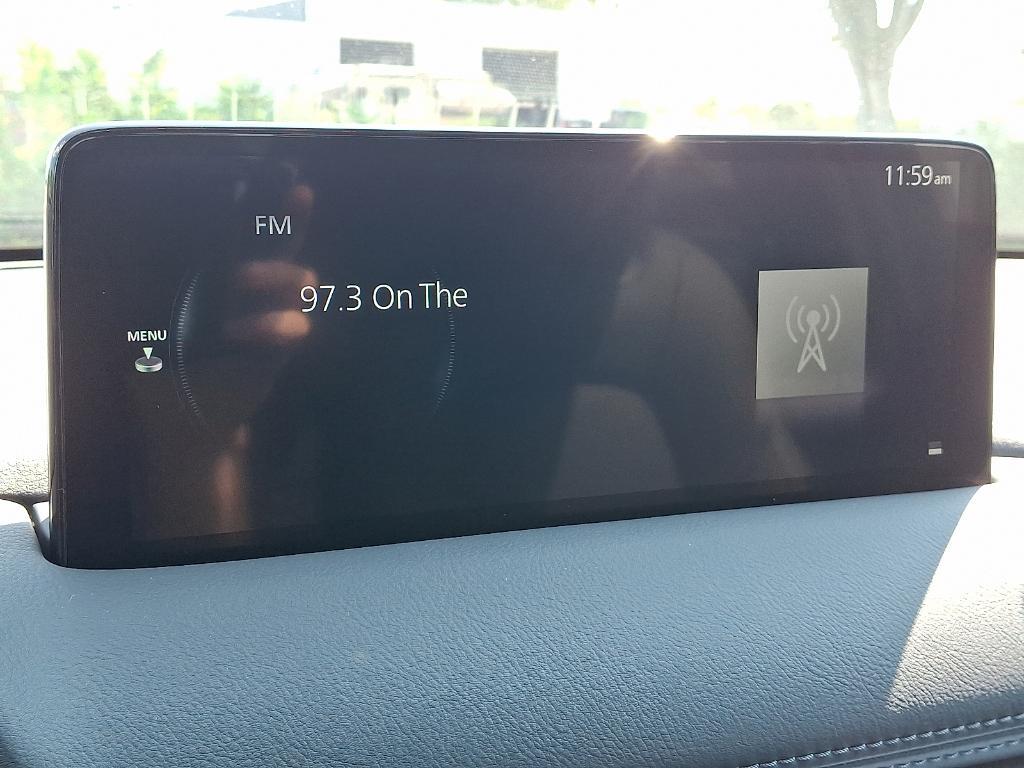 11:59am
FM
97.3 On The
MENU